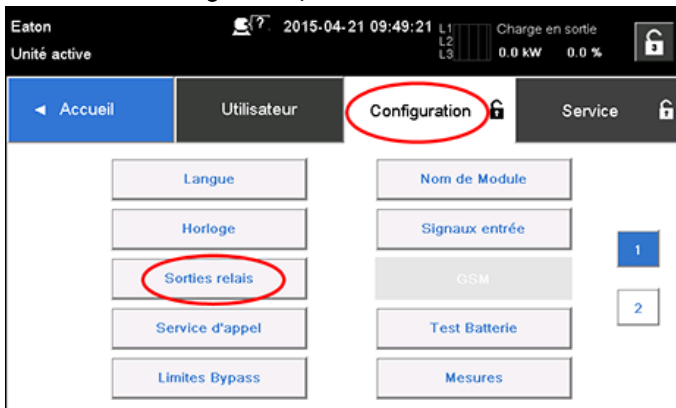 Eaton
Unité active
? 2015-04-21 09:49:21
L1
L2
L3
Charge en sortie
0.0 kW 0.0 %
3
◄ Accueil
Utilisateur
Configuration
Service
Langue
Nom de Module
Horloge
Signaux entrée
1
Sorties relais
GSM
2
Service d'appel
Test Batterie
Limites Bypass
Mesures